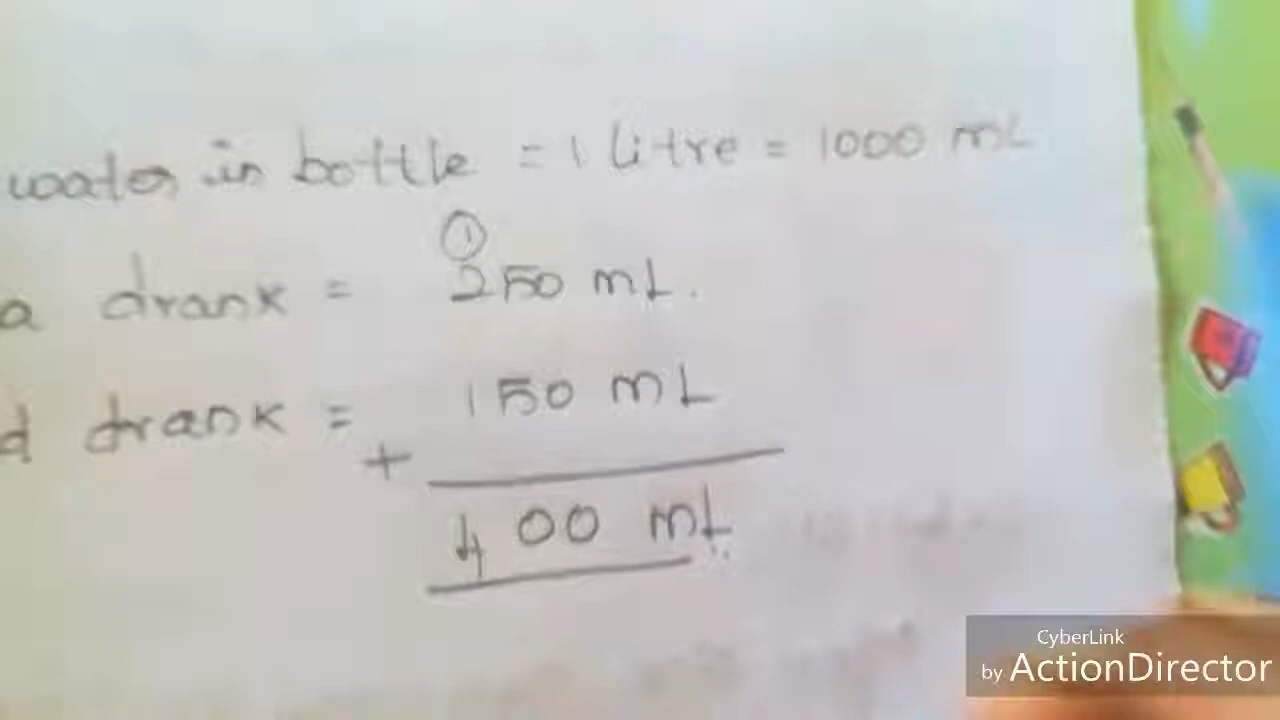 water in bottle = 1 Litre = 1000 mL
1
a drank = 250 mL.
d drank = 150 mL
+
400 mL
CyberLink
by ActionDirector